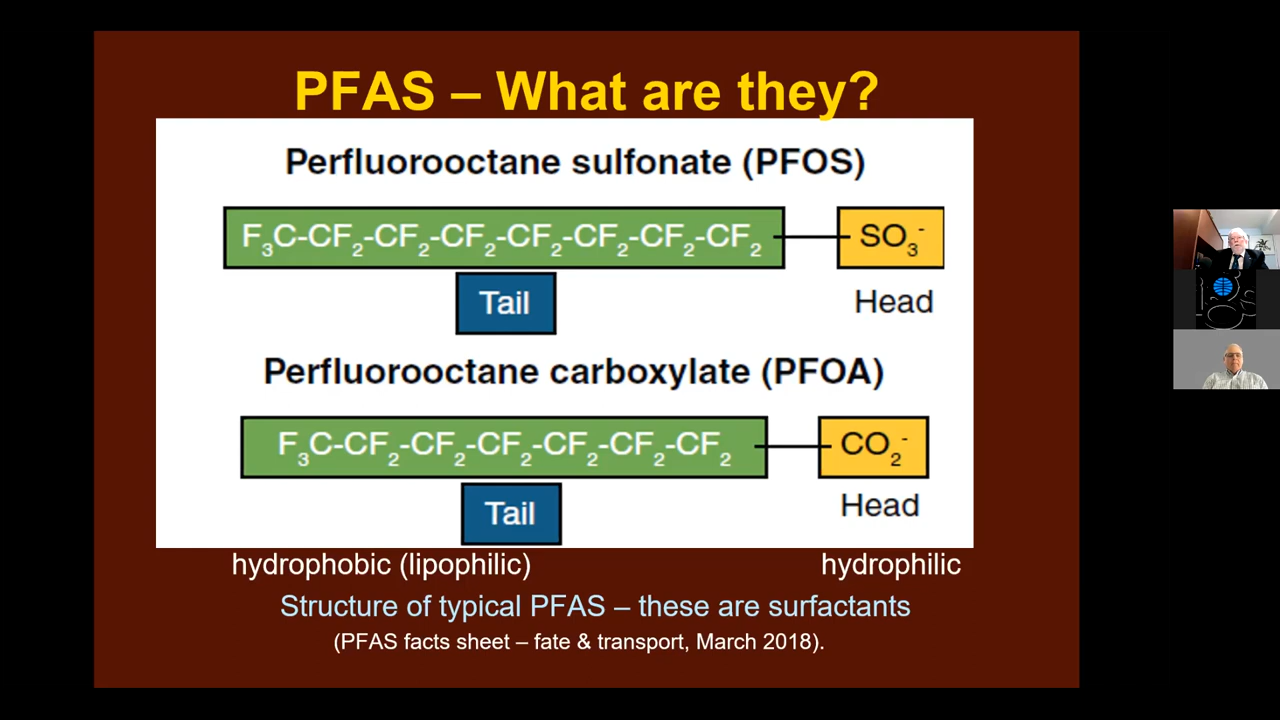 PFAS – What are they?
Perfluorooctane sulfonate (PFOS)
F₃C-CF₂-CF₂-CF₂-CF₂-CF₂-CF₂-CF₂ SO₃⁻
Tail Head
Perfluorooctane carboxylate (PFOA)
F₃C-CF₂-CF₂-CF₂-CF₂-CF₂-CF₂ CO₂⁻
Tail Head
hydrophobic (lipophilic) hydrophilic
Structure of typical PFAS – these are surfactants
(PFAS facts sheet – fate & transport, March 2018).